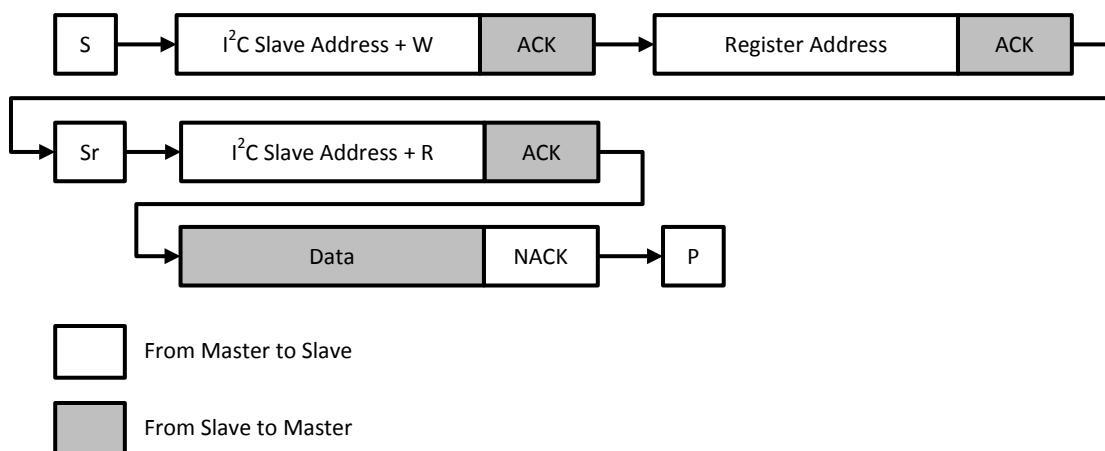 S I²C Slave Address + W ACK Register Address ACK
Sr I²C Slave Address + R ACK
Data NACK P
From Master to Slave
From Slave to Master